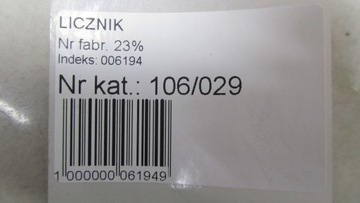 LICZNIK
Nr fabr. 23%
Indeks: 006194
Nr kat.: 106/029
1 000000 061949